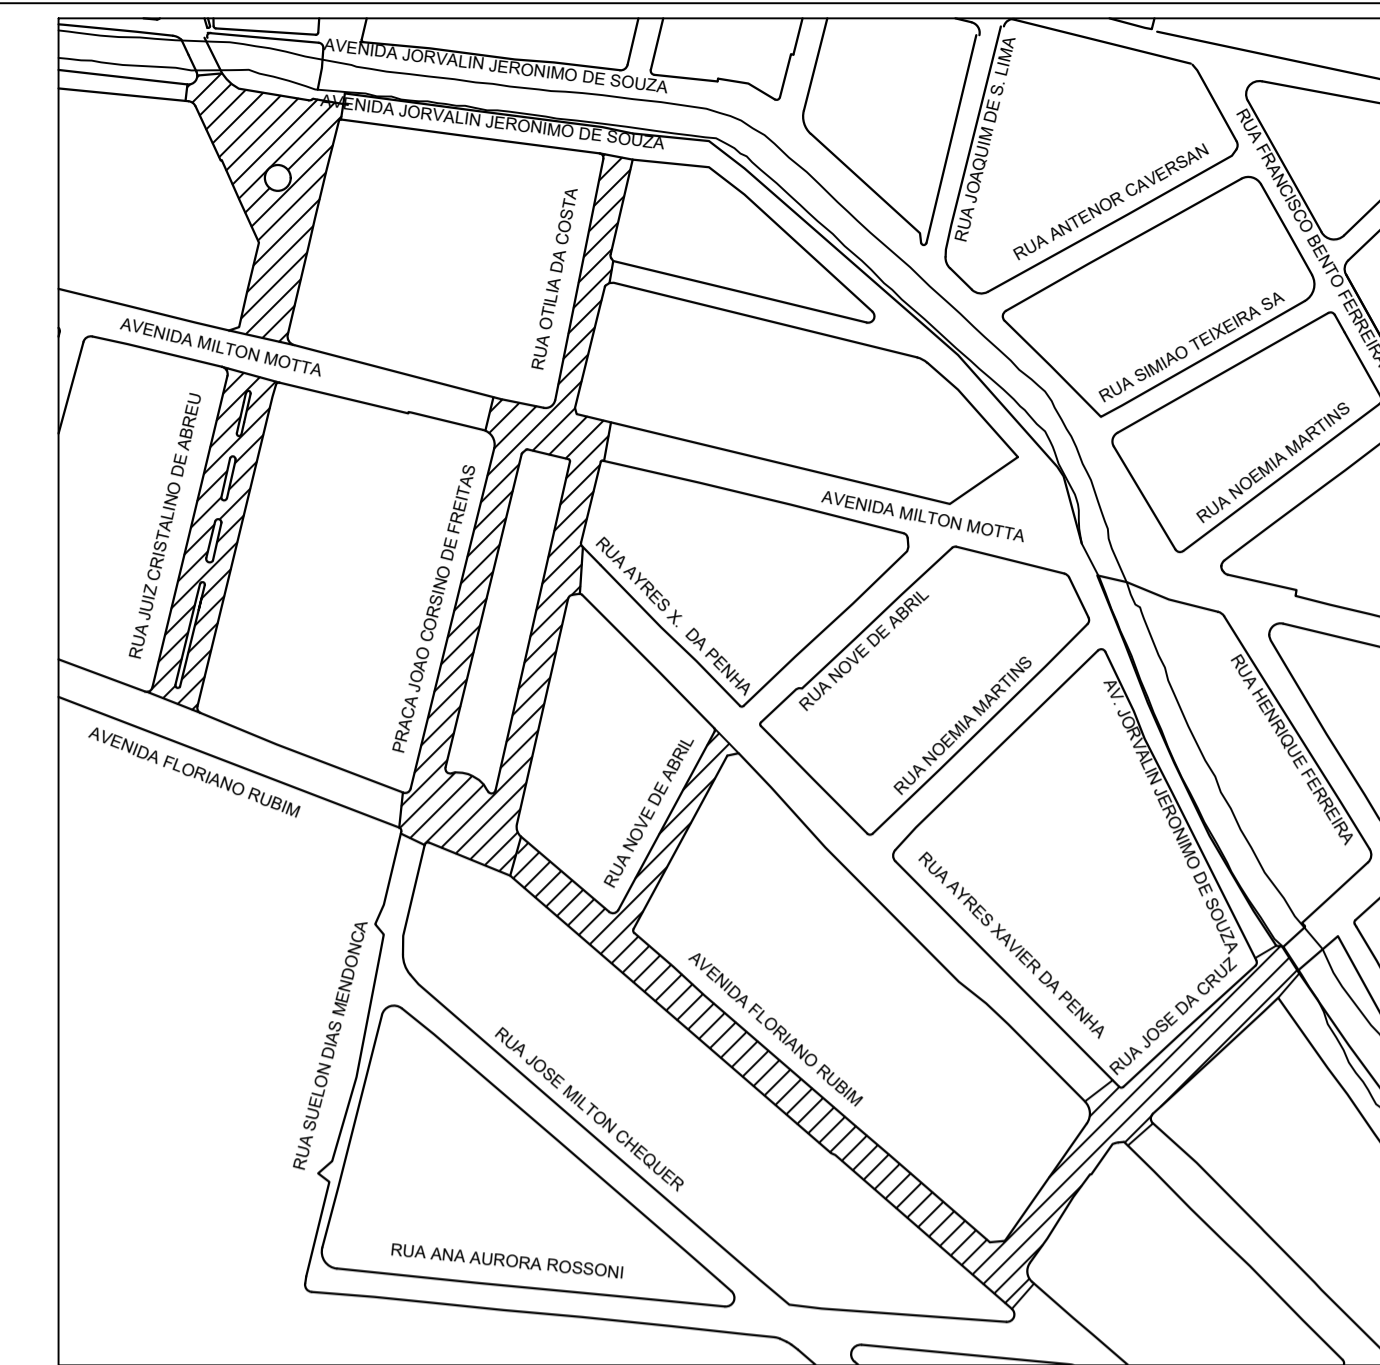 AVENIDA JORVALIN JERONIMO DE SOUZA
AVENIDA JORVALIN JERONIMO DE SOUZA
RUA JOAQUIM DE S. LIMA
RUA ANTENOR CAVERSAN
RUA FRANCISCO BENTO FERREIRA
RUA OTILIA DA COSTA
RUA SIMIAO TEIXEIRA SA
AVENIDA MILTON MOTTA
RUA NOEMIA MARTINS
RUA JUIZ CRISTALINO DE ABREU
PRACA JOAO CORSINO DE FREITAS
AVENIDA MILTON MOTTA
RUA AYRES X. DA PENHA
RUA NOVE DE ABRIL
RUA NOEMIA MARTINS
RUA HENRIQUE FERREIRA
AV. JORVALIN JERONIMO DE SOUZA
AVENIDA FLORIANO RUBIM
RUA NOVE DE ABRIL
RUA AYRES XAVIER DA PENHA
RUA SUELON DIAS MENDONCA
AVENIDA FLORIANO RUBIM
RUA JOSE DA CRUZ
RUA JOSE MILTON CHEQUER
RUA ANA AURORA ROSSONI